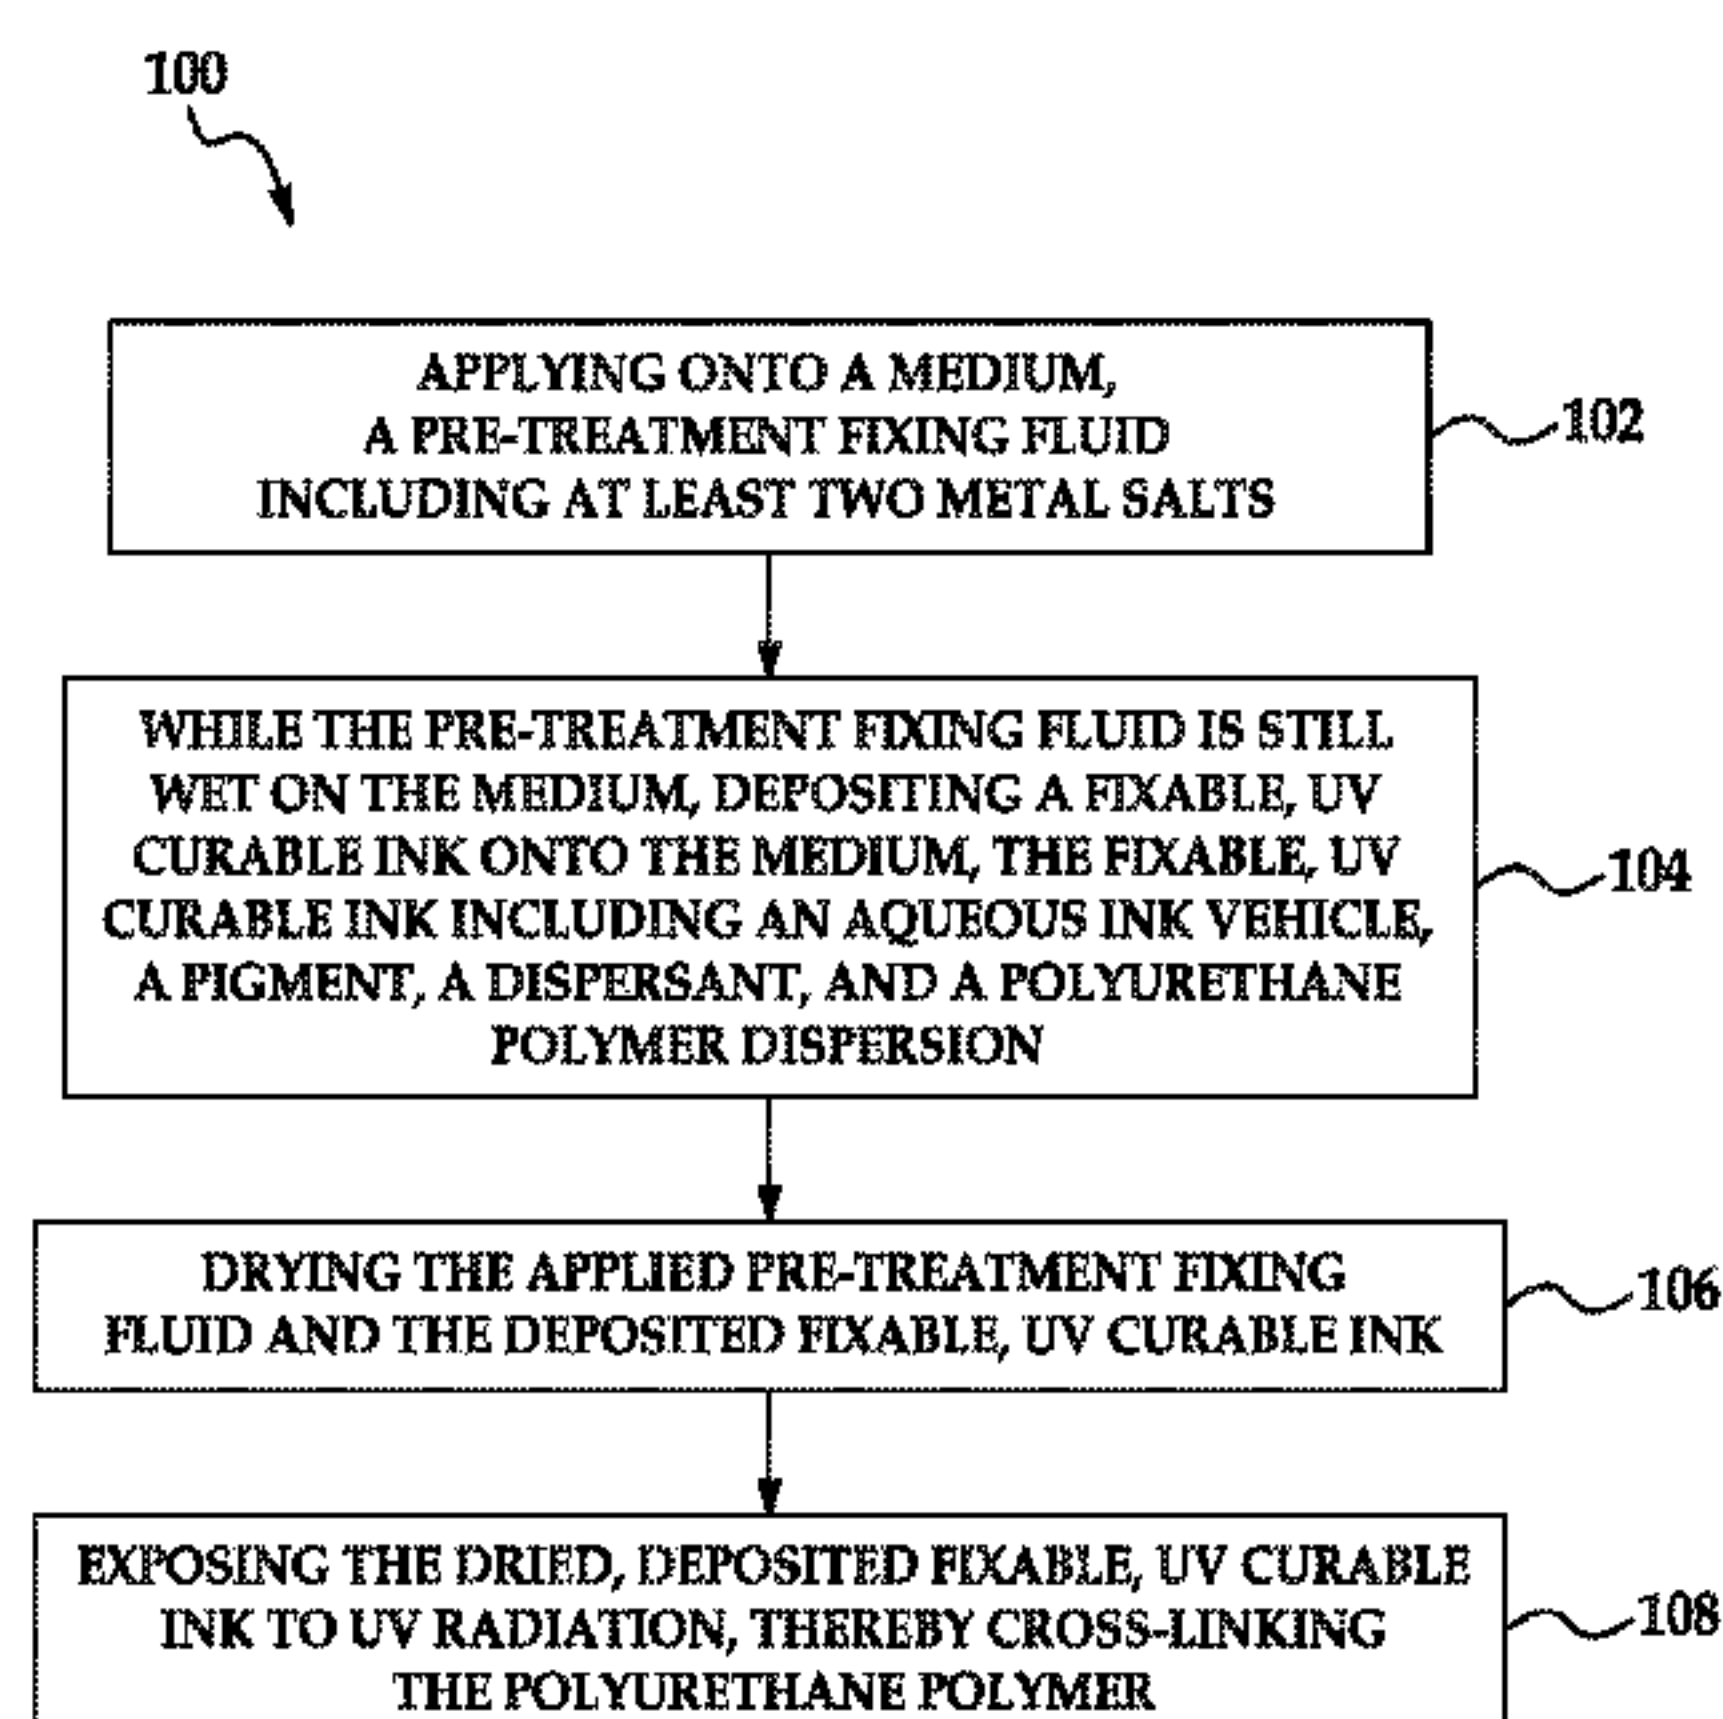 100
APPLYING ONTO A MEDIUM,
A PRE-TREATMENT FIXING FLUID
INCLUDING AT LEAST TWO METAL SALTS
102
WHILE THE PRE-TREATMENT FIXING FLUID IS STILL
WET ON THE MEDIUM, DEPOSITING A FIXABLE, UV
CURABLE INK ONTO THE MEDIUM, THE FIXABLE, UV
CURABLE INK INCLUDING AN AQUEOUS INK VEHICLE,
A PIGMENT, A DISPERSANT, AND A POLYURETHANE
POLYMER DISPERSION
104
DRYING THE APPLIED PRE-TREATMENT FIXING
FLUID AND THE DEPOSITED FIXABLE, UV CURABLE INK
106
EXPOSING THE DRIED, DEPOSITED FIXABLE, UV CURABLE
INK TO UV RADIATION, THEREBY CROSS-LINKING
THE POLYURETHANE POLYMER
108